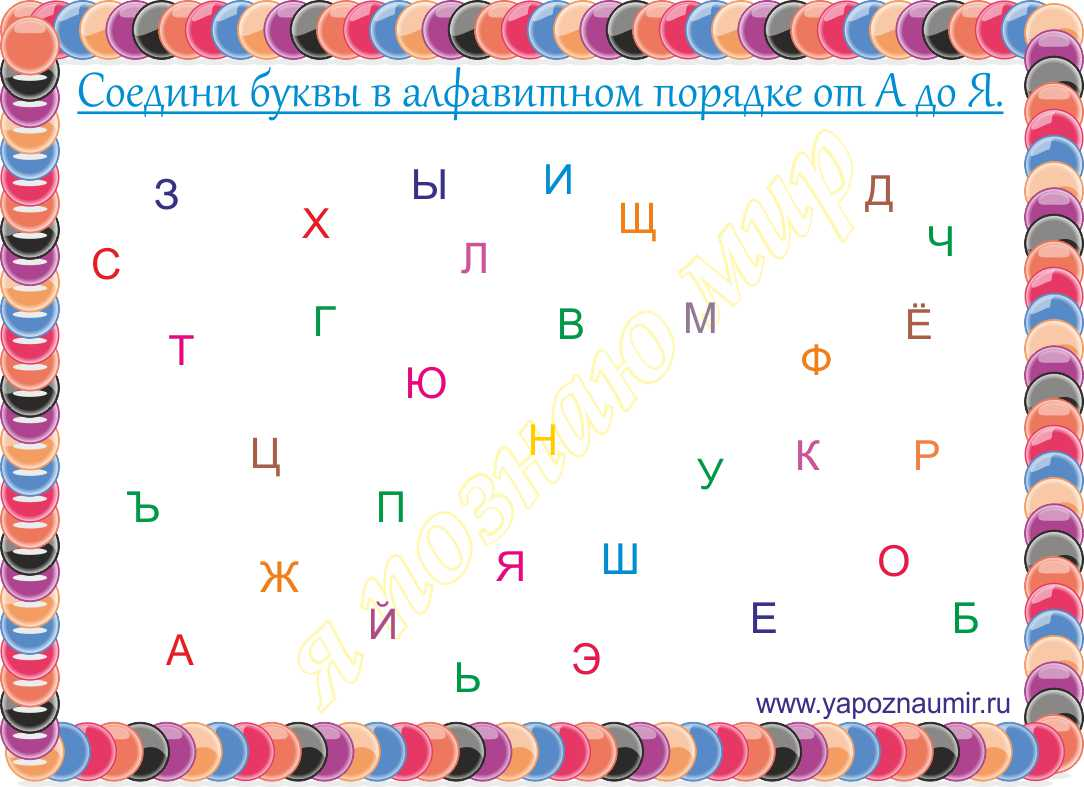 Соедини буквы в алфавитном порядке от А до Я.
З Ы И Д
Х Щ Ч
С Л
Г В М Ё
Т Ф
Ю
Ц Н К Р
У
Ъ П
Ж Я Ш О
Й Е Б
А Э
Ь
я познаю мир
www.yapoznaumir.ru